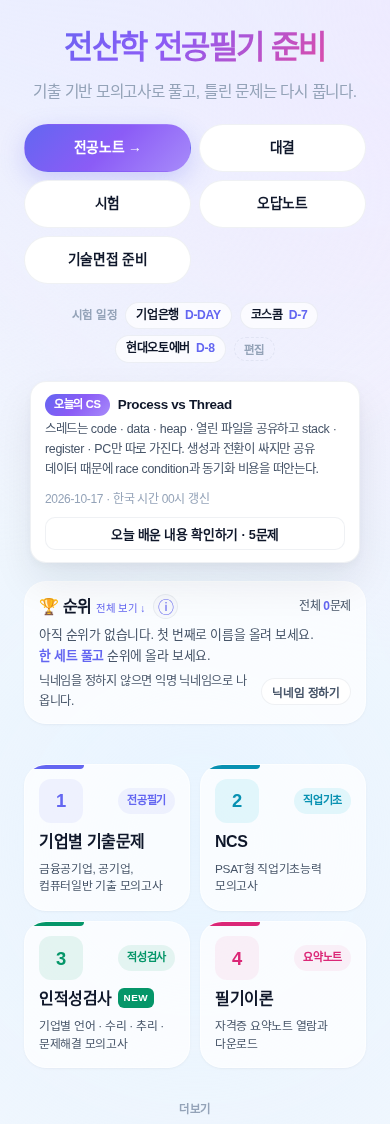 전산학 전공필기 준비
기출 기반 모의고사로 풀고, 틀린 문제는 다시 풉니다.
전공노트 → 대결
시험 오답노트
기술면접 준비
시험 일정 기업은행 D-DAY 코스콤 D-7
현대오토에버 D-8 편집
오늘의 CS Process vs Thread
스레드는 code · data · heap · 열린 파일을 공유하고 stack ·
register · PC만 따로 가진다. 생성과 전환이 싸지만 공유
데이터 때문에 race condition과 동기화 비용을 떠안는다.
2026-10-17 · 한국 시간 00시 갱신
오늘 배운 내용 확인하기 · 5문제
🏆 순위 전체 보기 ↓ ⓘ 전체 0문제
아직 순위가 없습니다. 첫 번째로 이름을 올려 보세요.
한 세트 풀고 순위에 올라 보세요.
닉네임을 정하지 않으면 익명 닉네임으로 나
옵니다.
닉네임 정하기
1 전공필기
기업별 기출문제
금융공기업, 공기업,
컴퓨터일반 기출 모의고사
2 직업기초
NCS
PSAT형 직업기초능력
모의고사
3 적성검사
인적성검사 NEW
기업별 언어 · 수리 · 추리 ·
문제해결 모의고사
4 요약노트
필기이론
자격증 요약노트 열람과
다운로드
더보기